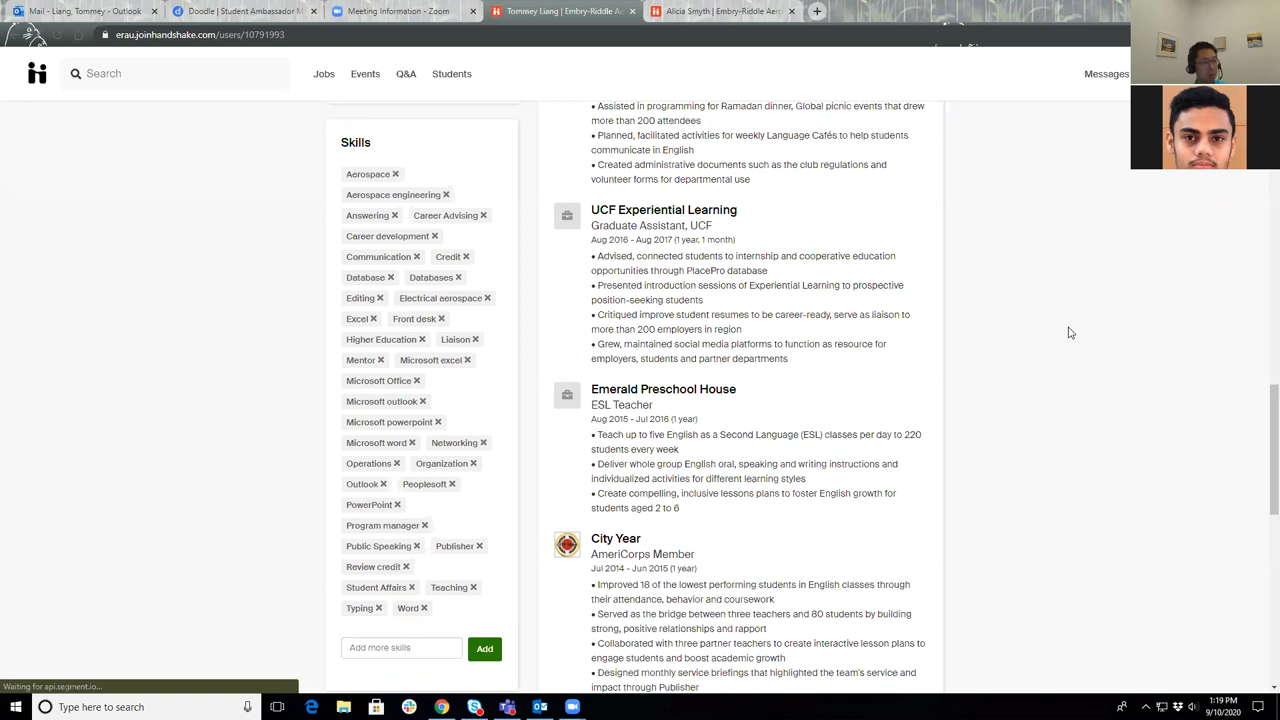 Mail - Liang, Tommey - Outlook
Doodle | Student Ambassador M
Meeting Information - Zoom
Tommey Liang | Embry-Riddle Ae
Alicia Smyth | Embry-Riddle Aer
erau.joinhandshake.com/users/10791993
Search
Jobs
Events
Q&A
Students
Messages
Skills
Aerospace
Aerospace engineering
Answering
Career Advising
Career development
Communication
Credit
Database
Databases
Editing
Electrical aerospace
Excel
Front desk
Higher Education
Liaison
Mentor
Microsoft excel
Microsoft Office
Microsoft outlook
Microsoft powerpoint
Microsoft word
Networking
Operations
Organization
Outlook
Peoplesoft
PowerPoint
Program manager
Public Speaking
Publisher
Review credit
Student Affairs
Teaching
Typing
Word
Add more skills
Add
• Assisted in programming for Ramadan dinner, Global picnic events that drew
more than 200 attendees
• Planned, facilitated activities for weekly Language Cafés to help students
communicate in English
• Created administrative documents such as the club regulations and
volunteer forms for departmental use
UCF Experiential Learning
Graduate Assistant, UCF
Aug 2016 - Aug 2017 (1 year, 1 month)
• Advised, connected students to internship and cooperative education
opportunities through PlacePro database
• Presented introduction sessions of Experiential Learning to prospective
position-seeking students
• Critiqued improve student resumes to be career-ready, serve as liaison to
more than 200 employers in region
• Grew, maintained social media platforms to function as resource for
employers, students and partner departments
Emerald Preschool House
ESL Teacher
Aug 2015 - Jul 2016 (1 year)
• Teach up to five English as a Second Language (ESL) classes per day to 220
students every week
• Deliver whole group English oral, speaking and writing instructions and
individualized activities for different learning styles
• Create compelling, inclusive lessons plans to foster English growth for
students aged 2 to 6
City Year
AmeriCorps Member
Jul 2014 - Jun 2015 (1 year)
• Improved 18 of the lowest performing students in English classes through
their attendance, behavior and coursework
• Served as the bridge between three teachers and 80 students by building
strong, positive relationships and rapport
• Collaborated with three partner teachers to create interactive lesson plans to
engage students and boost academic growth
• Designed monthly service briefings that highlighted the team's service and
impact through Publisher
Waiting for api.segment.io...
Type here to search
1:19 PM
9/10/2020